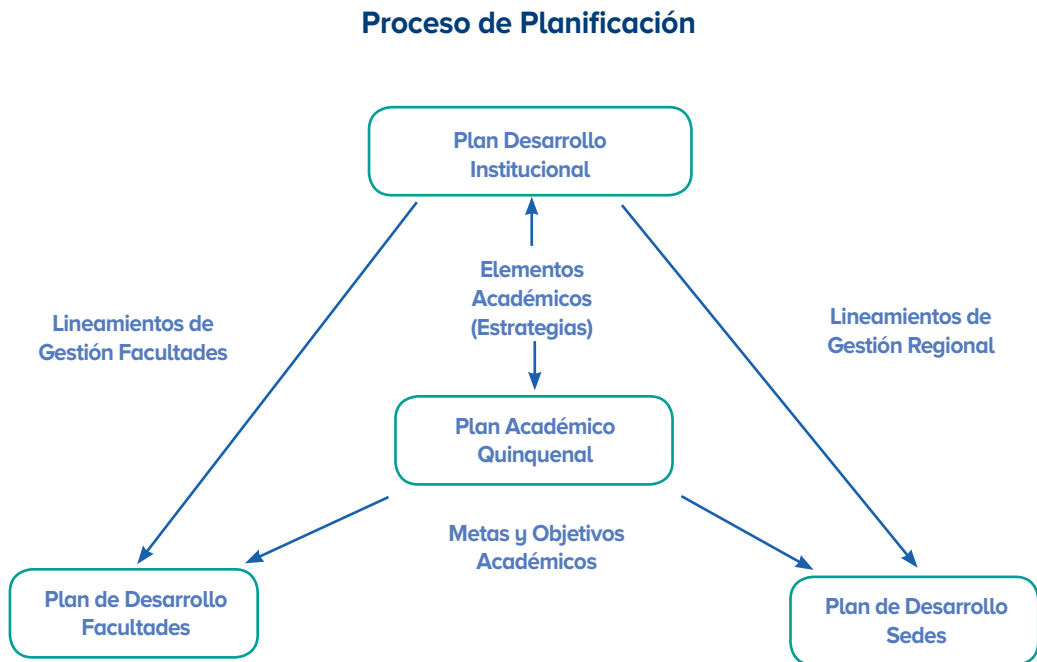 Proceso de Planificación
Plan Desarrollo
Institucional
Elementos
Académicos
(Estrategias)
Lineamientos de
Gestión Facultades
Lineamientos de
Gestión Regional
Plan Académico
Quinquenal
Metas y Objetivos
Académicos
Plan de Desarrollo
Facultades
Plan de Desarrollo
Sedes